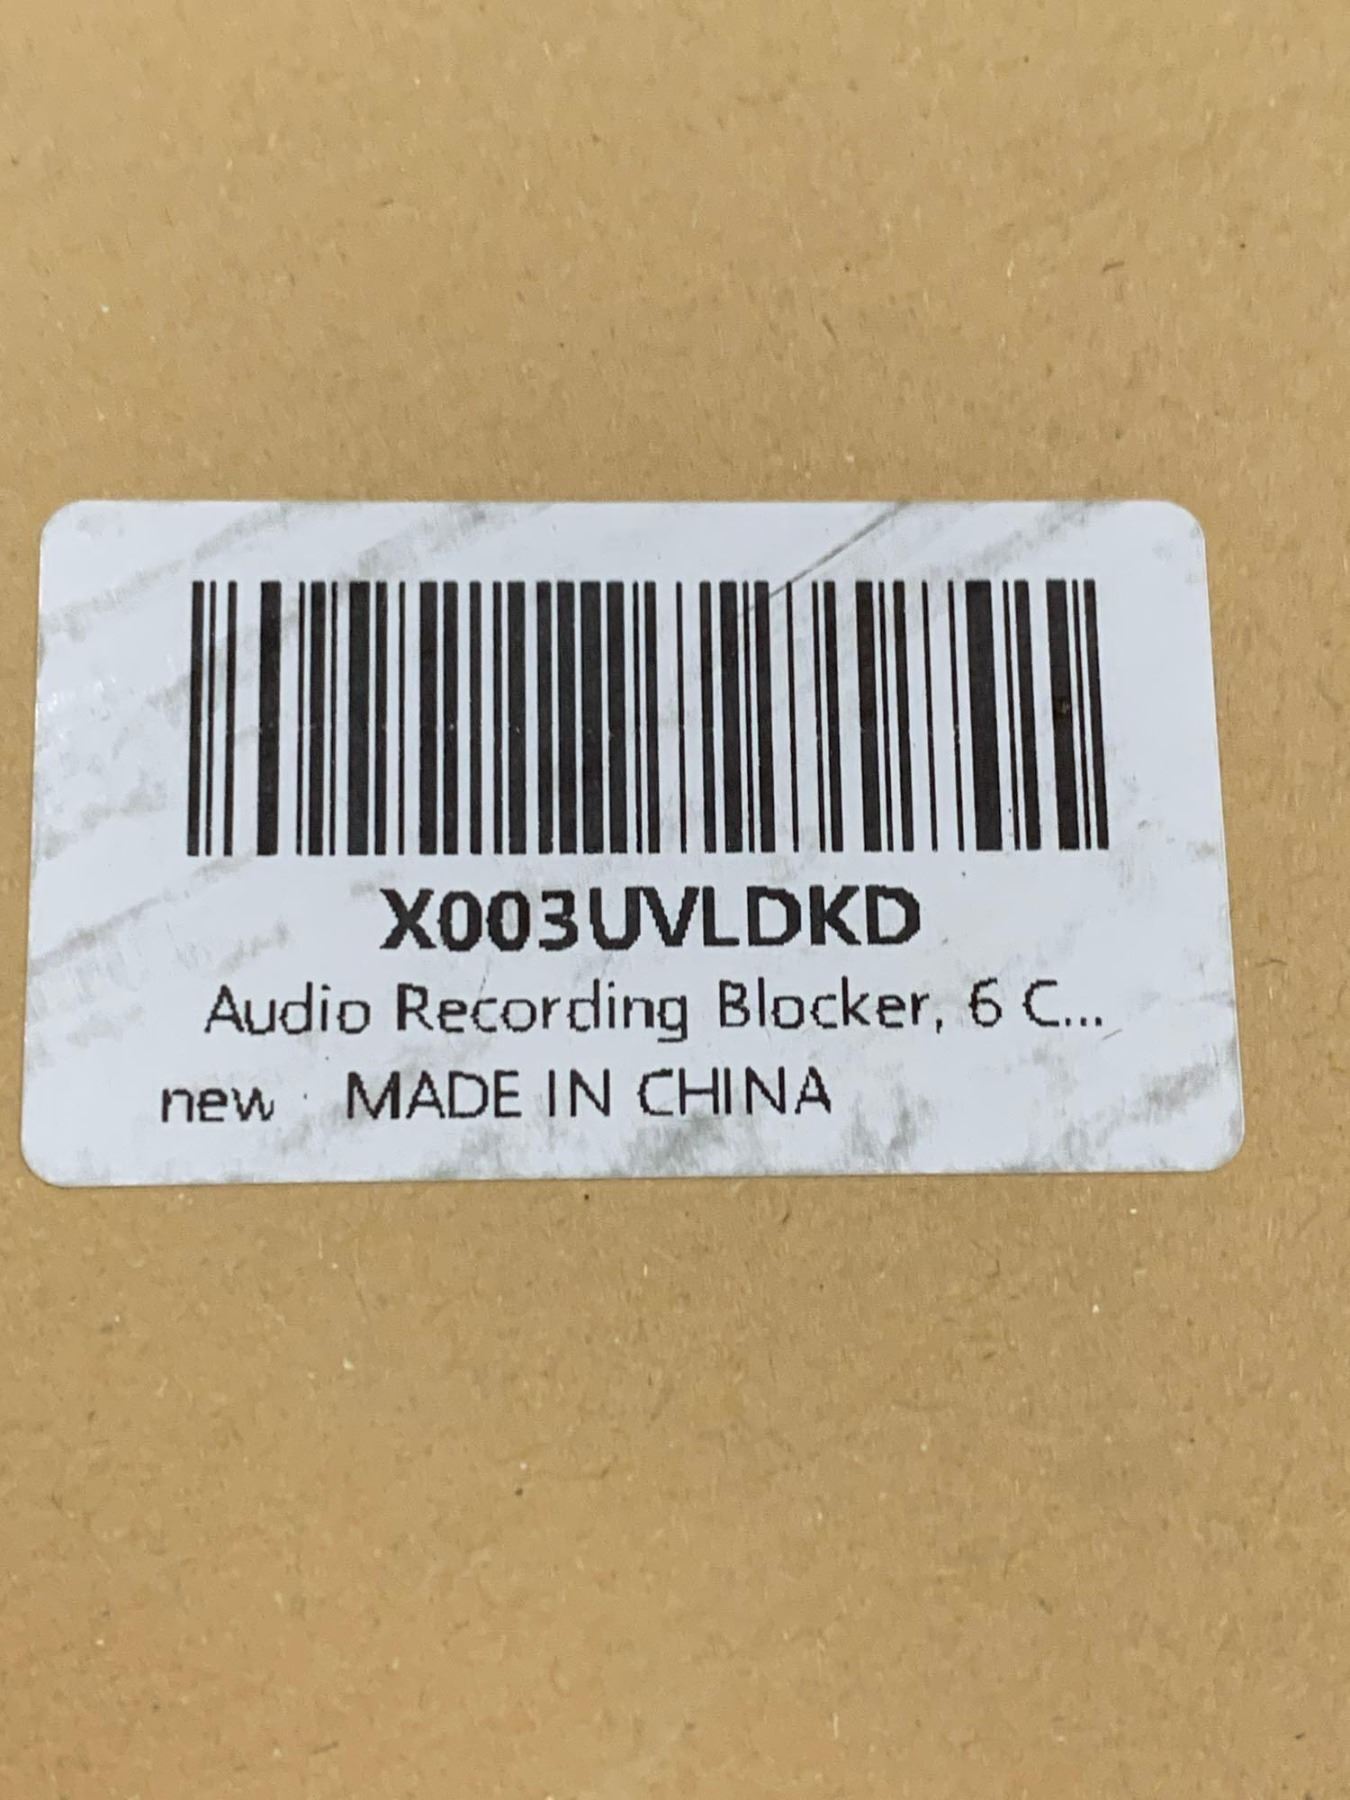 X003UVLDKD
Audio Recording Blocker, 6 C...
new MADE IN CHINA